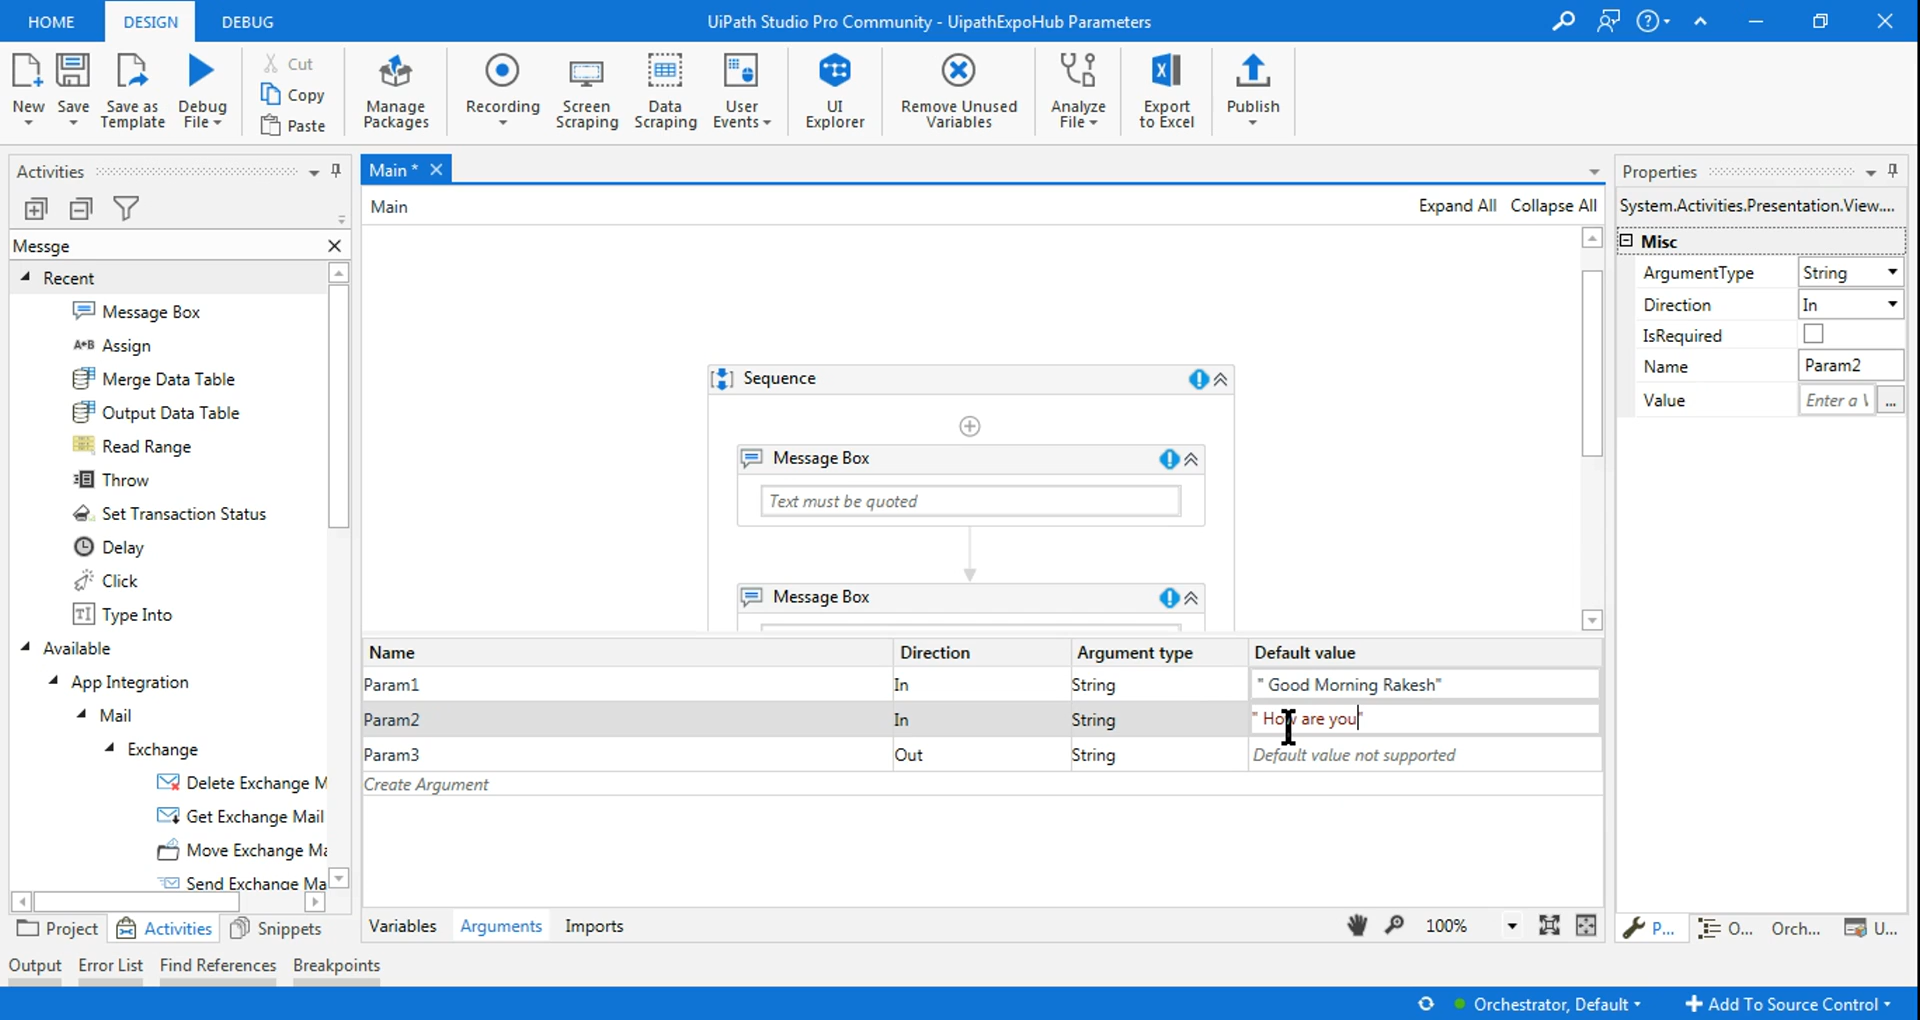 HOME DESIGN DEBUG UiPath Studio Pro Community - UipathExpoHub Parameters
New Save Save as Template Debug File Cut Copy Paste Manage Packages Recording Screen Scraping Data Scraping User Events UI Explorer Remove Unused Variables Analyze File Export to Excel Publish
Activities
Messge
Recent
Message Box
Assign
Merge Data Table
Output Data Table
Read Range
Throw
Set Transaction Status
Delay
Click
Type Into
Available
App Integration
Mail
Exchange
Delete Exchange M
Get Exchange Mail
Move Exchange Ma
Send Exchange Ma
Project Activities Snippets
Main *
Main Expand All Collapse All
Sequence
Message Box
Text must be quoted
Message Box
Name Direction Argument type Default value
Param1 In String " Good Morning Rakesh"
Param2 In String " How are you"
Param3 Out String Default value not supported
Create Argument
Variables Arguments Imports 100%
Properties
System.Activities.Presentation.View....
Misc
ArgumentType String
Direction In
IsRequired
Name Param2
Value Enter a V ...
P... O... Orch... U...
Output Error List Find References Breakpoints
Orchestrator, Default Add To Source Control